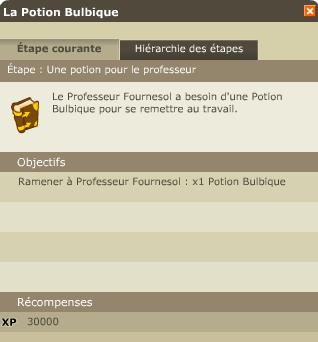 La Potion Bulbique
Étape courante
Hiérarchie des étapes
Étape : Une potion pour le professeur
Le Professeur Fournesol a besoin d'une Potion
Bulbique pour se remettre au travail.
Objectifs
Ramener à Professeur Fournesol : x1 Potion Bulbique
Récompenses
XP 30000